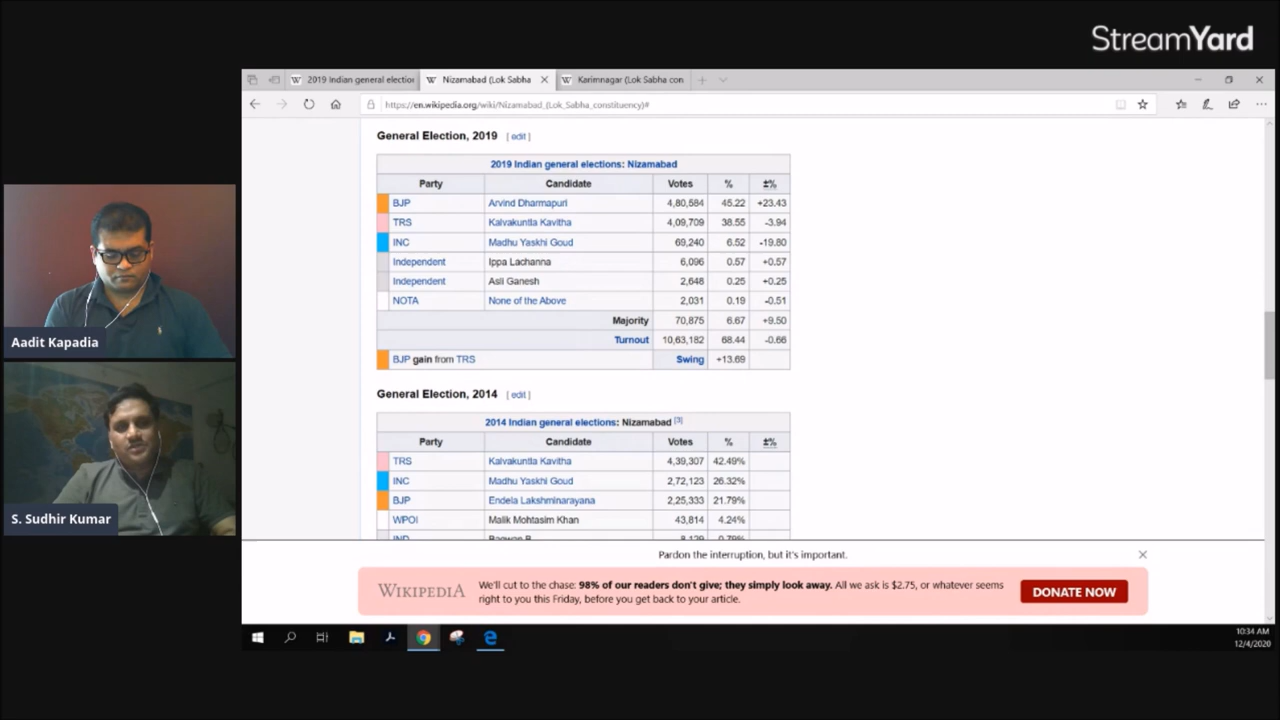 StreamYard
2019 Indian general election
Nizamabad (Lok Sabha
Karimnagar (Lok Sabha con
https://en.wikipedia.org/wiki/Nizamabad_(Lok_Sabha_constituency)#
General Election, 2019 [ edit ]
2019 Indian general elections: Nizamabad
Party Candidate Votes % ±%
BJP Arvind Dharmapuri 4,80,584 45.22 +23.43
TRS Kalvakuntla Kavitha 4,09,709 38.55 -3.94
INC Madhu Yaskhi Goud 69,240 6.52 -19.80
Independent Ippa Lachanna 6,096 0.57 +0.57
Independent Asli Ganesh 2,648 0.25 +0.25
NOTA None of the Above 2,031 0.19 -0.51
Majority 70,875 6.67 +9.50
Turnout 10,63,182 68.44 -0.66
BJP gain from TRS Swing +13.69
General Election, 2014 [ edit ]
2014 Indian general elections: Nizamabad [3]
Party Candidate Votes % ±%
TRS Kalvakuntla Kavitha 4,39,307 42.49%
INC Madhu Yaskhi Goud 2,72,123 26.32%
BJP Endela Lakshminarayana 2,25,333 21.79%
WPOI Malik Mohtasim Khan 43,814 4.24%
Aadit Kapadia
S. Sudhir Kumar
Pardon the interruption, but it's important.
WIKIPEDIA
We'll cut to the chase: 98% of our readers don't give; they simply look away. All we ask is $2.75, or whatever seems
right to you this Friday, before you get back to your article.
DONATE NOW
10:34 AM
12/4/2020